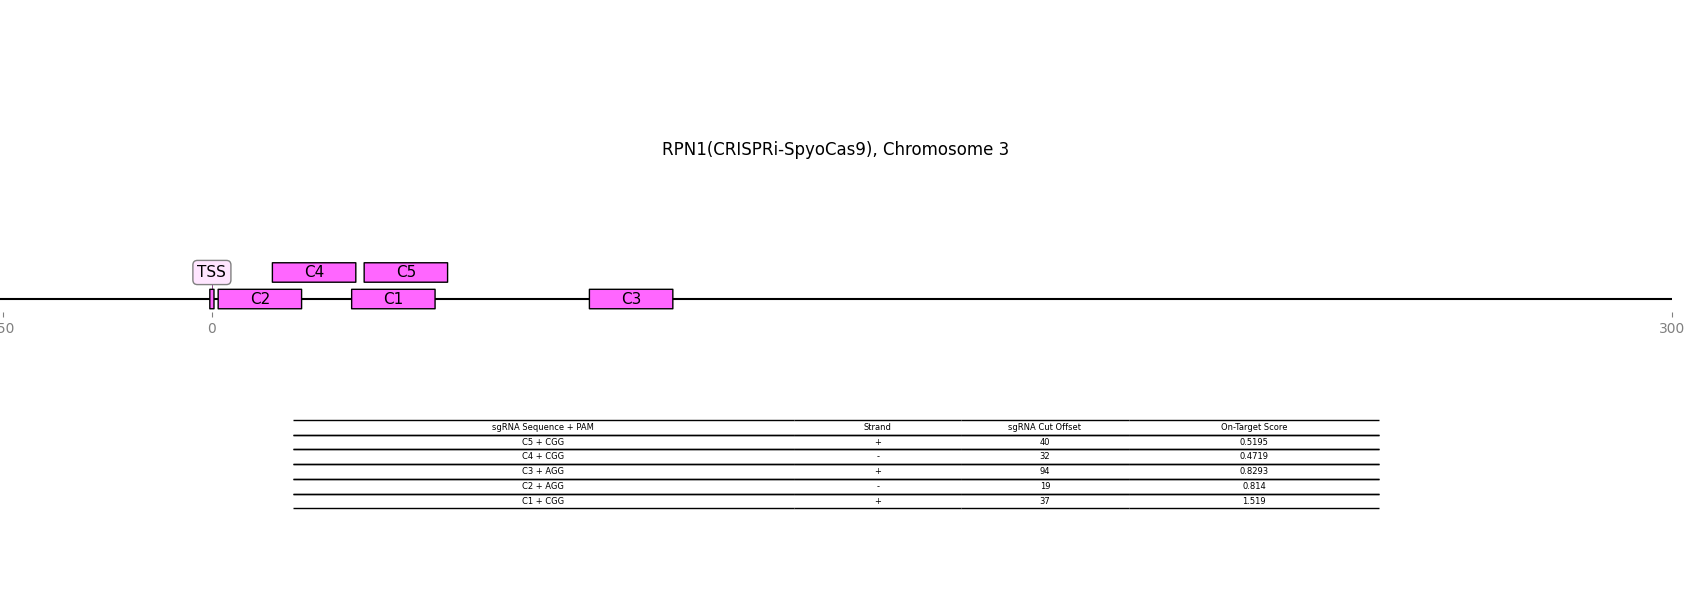 RPN1(CRISPRi-SpyoCas9), Chromosome 3
TSS C4 C5
C2 C1 C3
50 0 300
sgRNA Sequence + PAM Strand sgRNA Cut Offset On-Target Score
C5 + CGG + 40 0.5195
C4 + CGG - 32 0.4719
C3 + AGG + 94 0.8293
C2 + AGG - 19 0.814
C1 + CGG + 37 1.519